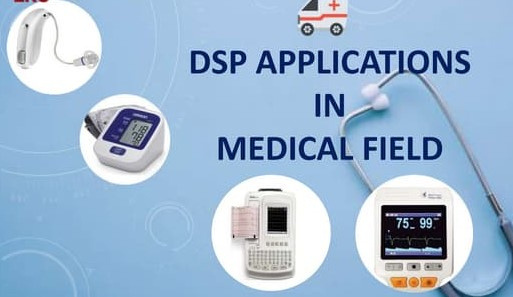 DSP APPLICATIONS
IN
MEDICAL FIELD
75 99